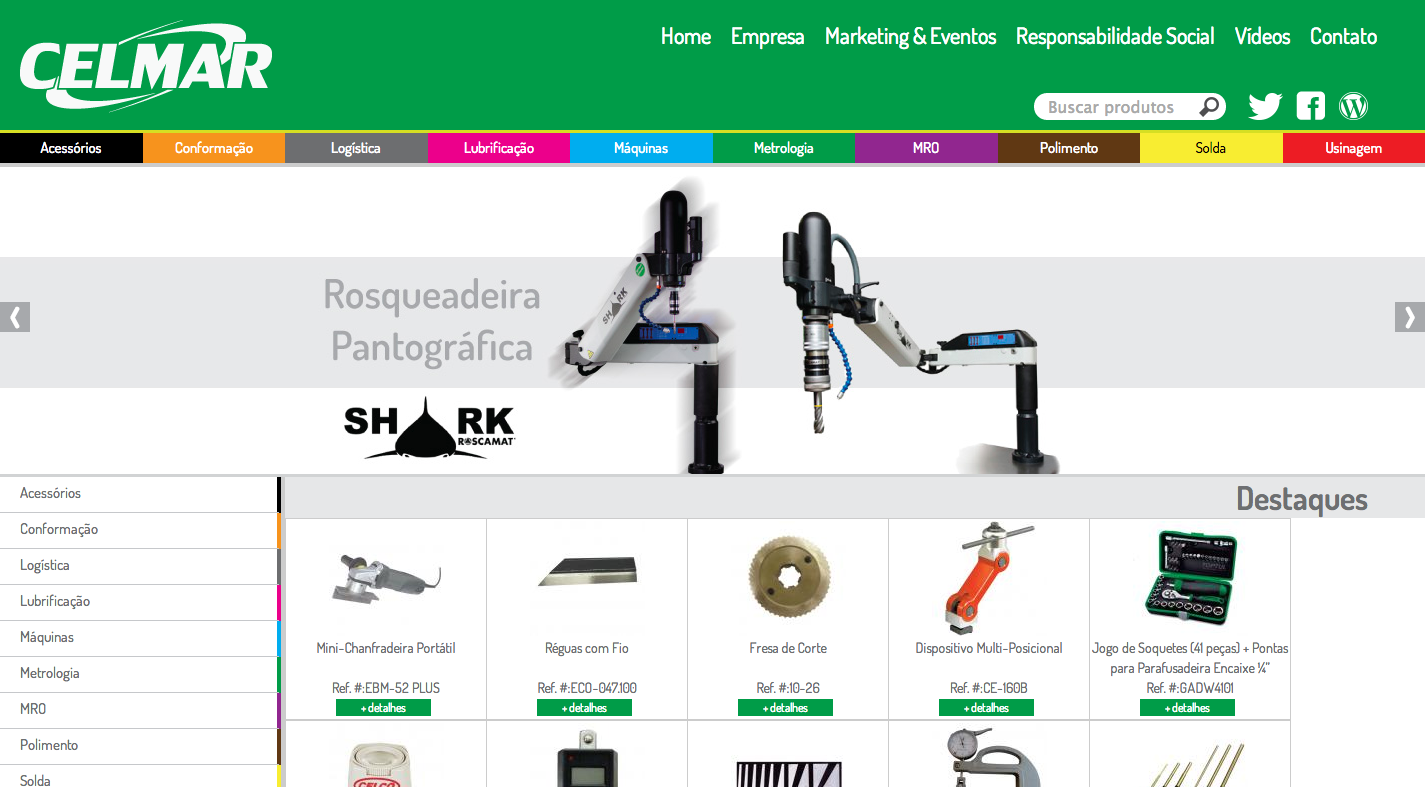 CELMAR
Home Empresa Marketing & Eventos Responsabilidade Social Vídeos Contato
Buscar produtos
Acessórios Conformação Logística Lubrificação Máquinas Metrologia MRO Polimento Solda Usinagem
Rosqueadeira
Pantográfica
SHARK
SHARK
ROSCAMAT
Destaques
Acessórios
Conformação
Logística
Lubrificação
Máquinas
Metrologia
MRO
Polimento
Solda
Mini-Chanfradeira Portátil
Ref. #:EBM-52 PLUS
+ detalhes
Réguas com Fio
Ref. #:ECO-047.100
+ detalhes
Fresa de Corte
Ref. #:10-26
+ detalhes
Dispositivo Multi-Posicional
Ref. #:CE-160B
+ detalhes
Jogo de Soquetes (41 peças) + Pontas
para Parafusadeira Encaixe ¼”
Ref. #:GADW4101
+ detalhes
CELCO